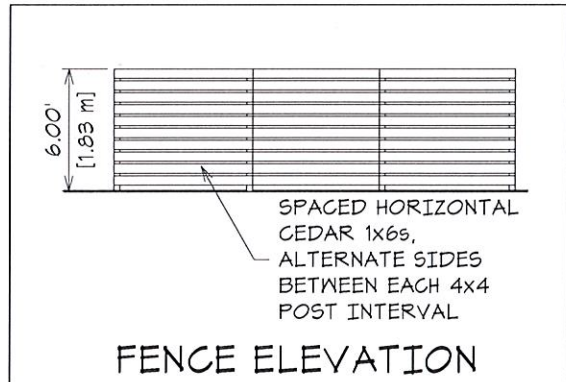 6.00'
[1.83 m]
SPACED HORIZONTAL
CEDAR 1x6s,
ALTERNATE SIDES
BETWEEN EACH 4x4
POST INTERVAL
FENCE ELEVATION